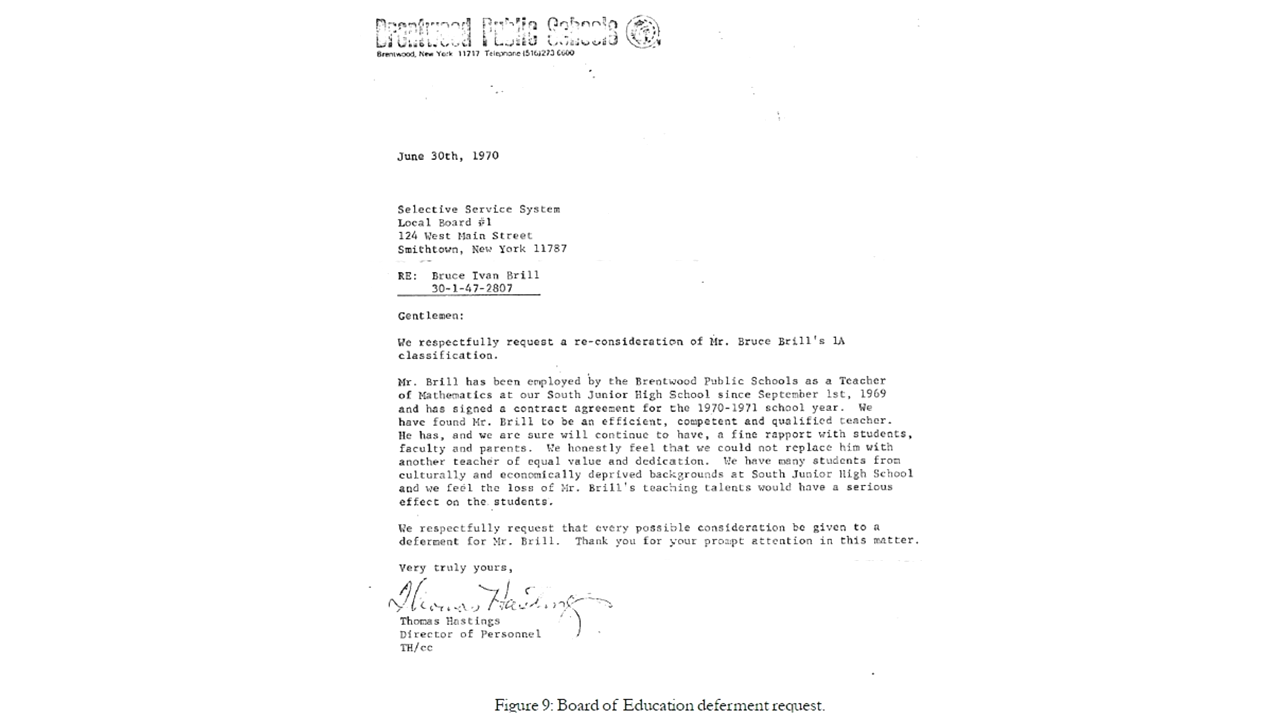 Brentwood Public Schools
Brentwood, New York 11717 Telephone (516)273 6600
June 30th, 1970
Selective Service System
Local Board #1
124 West Main Street
Smithtown, New York 11787
RE: Bruce Ivan Brill
30-1-47-2807
Gentlemen:
We respectfully request a re-consideration of Mr. Bruce Brill's 1A
classification.
Mr. Brill has been employed by the Brentwood Public Schools as a Teacher
of Mathematics at our South Junior High School since September 1st, 1969
and has signed a contract agreement for the 1970-1971 school year. We
have found Mr. Brill to be an efficient, competent and qualified teacher.
He has, and we are sure will continue to have, a fine rapport with students,
faculty and parents. We honestly feel that we could not replace him with
another teacher of equal value and dedication. We have many students from
culturally and economically deprived backgrounds at South Junior High School
and we feel the loss of Mr. Brill's teaching talents would have a serious
effect on the students.
We respectfully request that every possible consideration be given to a
deferment for Mr. Brill. Thank you for your prompt attention in this matter.
Very truly yours,
Thomas Hastings
Thomas Hastings
Director of Personnel
TH/cc
Figure 9: Board of Education deferment request.